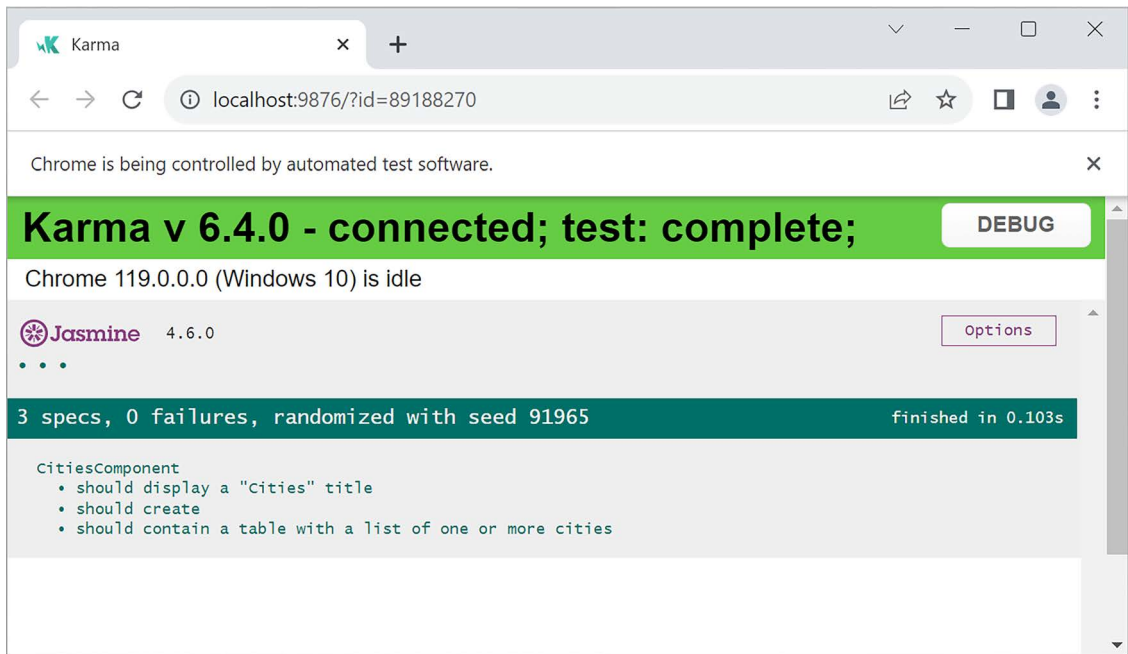 Karma
localhost:9876/?id=89188270
Chrome is being controlled by automated test software.
Karma v 6.4.0 - connected; test: complete;
DEBUG
Chrome 119.0.0.0 (Windows 10) is idle
Jasmine 4.6.0
Options
3 specs, 0 failures, randomized with seed 91965
finished in 0.103s
CitiesComponent
• should display a "Cities" title
• should create
• should contain a table with a list of one or more cities